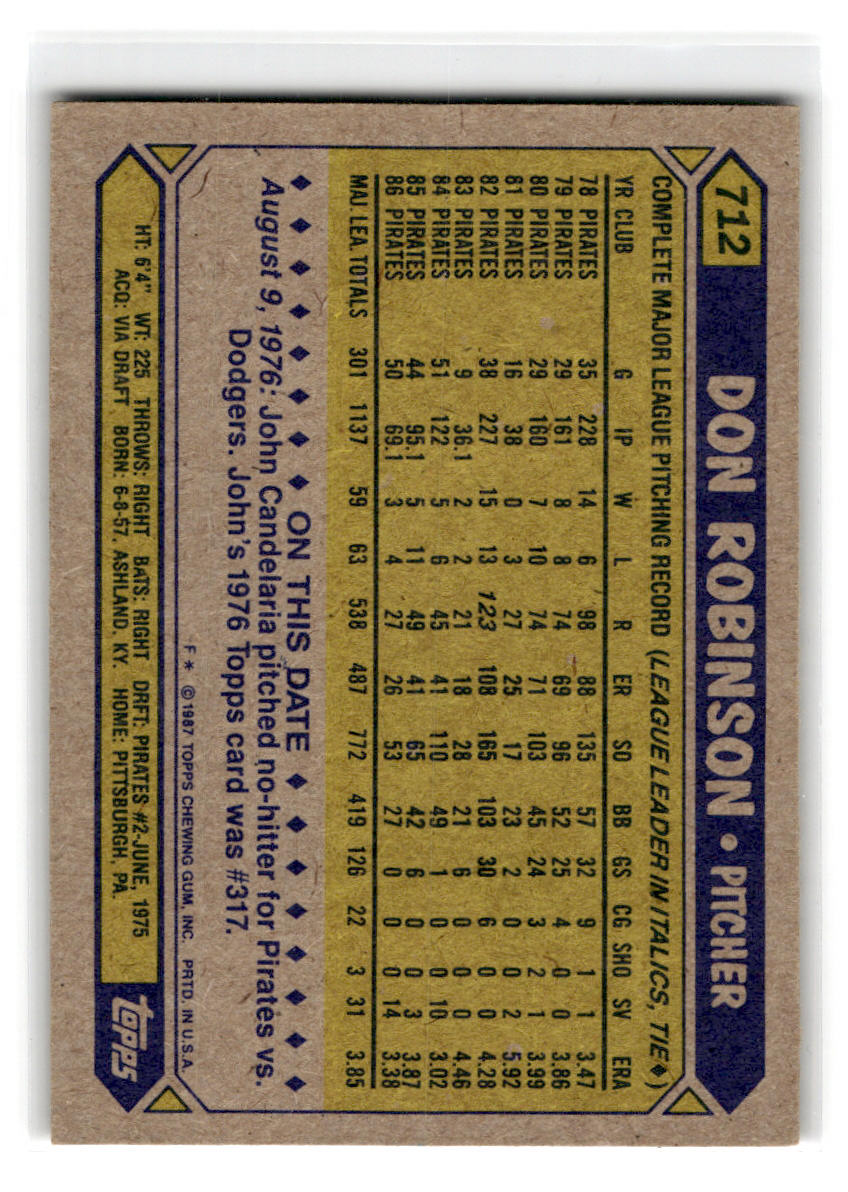 712 DON ROBINSON • PITCHER
COMPLETE MAJOR LEAGUE PITCHING RECORD (LEAGUE LEADER IN ITALICS, TIE♦)
YR CLUB G IP W L R ER SO BB GS CG SHO SV ERA
78 PIRATES 35 228 14 6 98 88 135 57 32 9 1 1 3.47
79 PIRATES 29 161 8 8 74 69 96 52 25 4 0 0 3.86
80 PIRATES 29 160 7 10 74 71 103 45 24 3 2 1 3.99
81 PIRATES 16 38 0 3 27 25 17 23 2 0 0 2 5.92
82 PIRATES 38 227 15 13 123 108 165 103 30 6 0 0 4.28
83 PIRATES 9 36.1 2 2 21 18 28 21 6 0 0 0 4.46
84 PIRATES 51 122 5 6 45 41 110 49 1 0 0 10 3.02
85 PIRATES 44 95.1 5 11 49 41 65 42 6 0 0 3 3.87
86 PIRATES 50 69.1 3 4 27 26 53 27 0 0 0 14 3.38
MAJ. LEA. TOTALS 301 1137 59 63 538 487 772 419 126 22 3 31 3.85
♦ ♦ ♦ ♦ ♦ ♦ ♦ ♦ ON THIS DATE ♦ ♦ ♦ ♦ ♦ ♦ ♦ ♦
August 9, 1976: John Candelaria pitched no-hitter for Pirates vs.
Dodgers. John's 1976 Topps card was #317.
F * ©1987 TOPPS CHEWING GUM, INC. PRTD. IN U.S.A.
HT: 6'4" WT: 225 THROWS: RIGHT BATS: RIGHT DRFT: PIRATES #2-JUNE, 1975
ACQ: VIA DRAFT BORN: 6-8-57, ASHLAND, KY. HOME: PITTSBURGH, PA.
topps